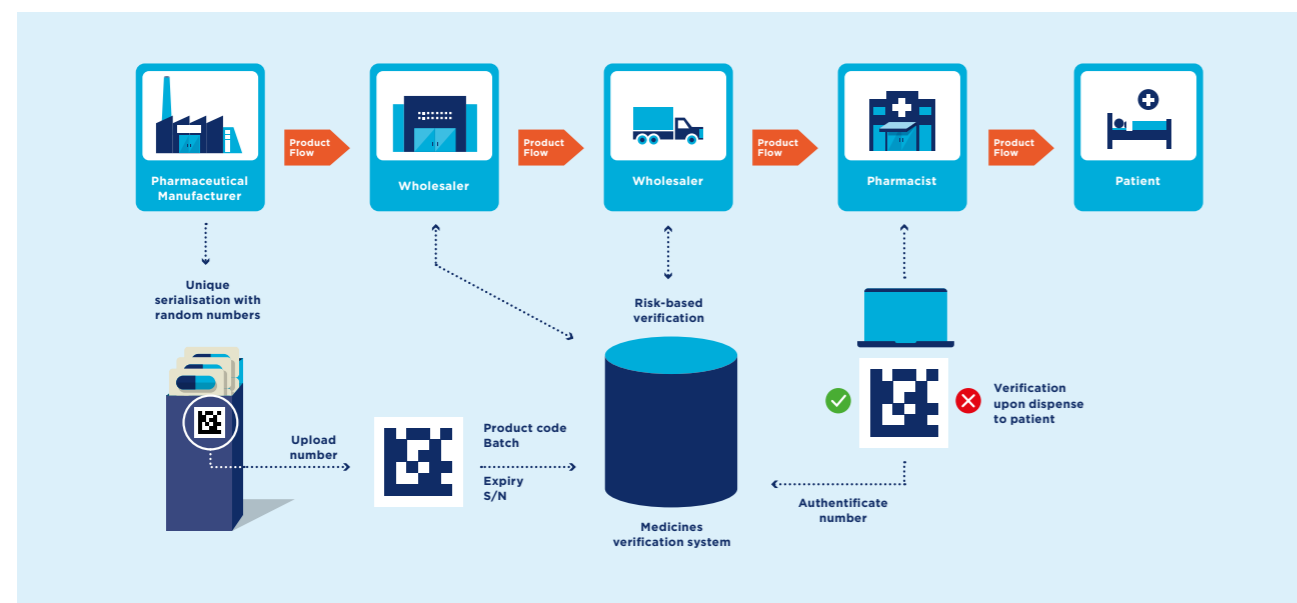 Product
Flow
Product
Flow
Product
Flow
Product
Flow
Pharmaceutical
Manufacturer
Wholesaler
Wholesaler
Pharmacist
Patient
Unique
serialisation with
random numbers
Risk-based
verification
Upload
number
Product code
Batch
Expiry
S/N
Verification
upon dispense
to patient
Authentificate
number
Medicines
verification system